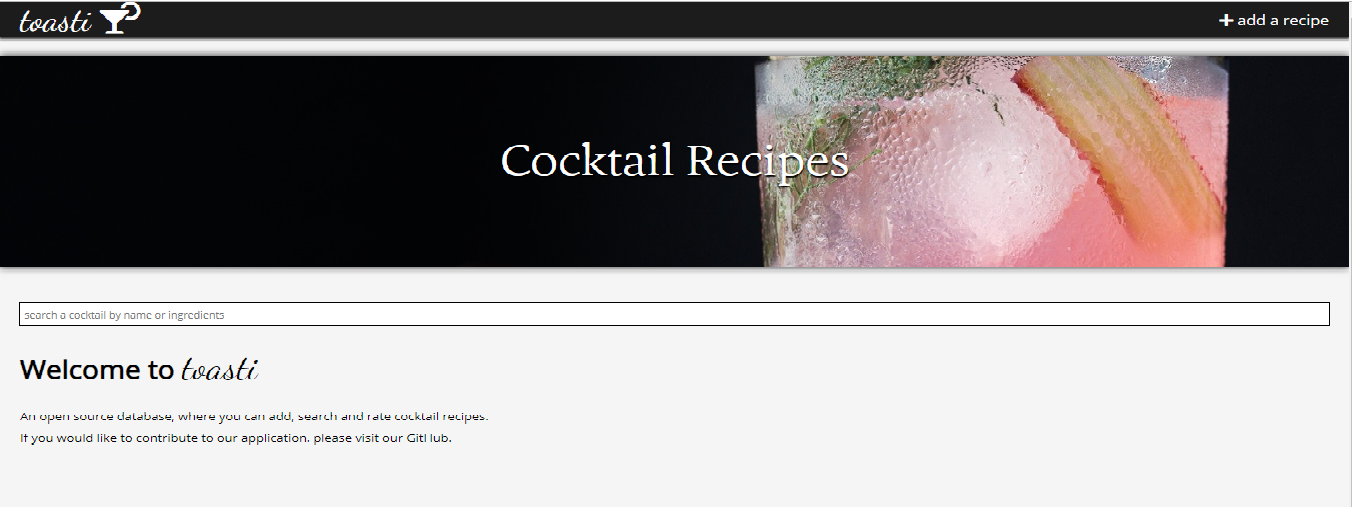 toasti
add a recipe
Cocktail Recipes
search a cocktail by name or ingredients
Welcome to toasti
An open source database, where you can add, search and rate cocktail recipes.
If you would like to contribute to our application, please visit our GitHub.